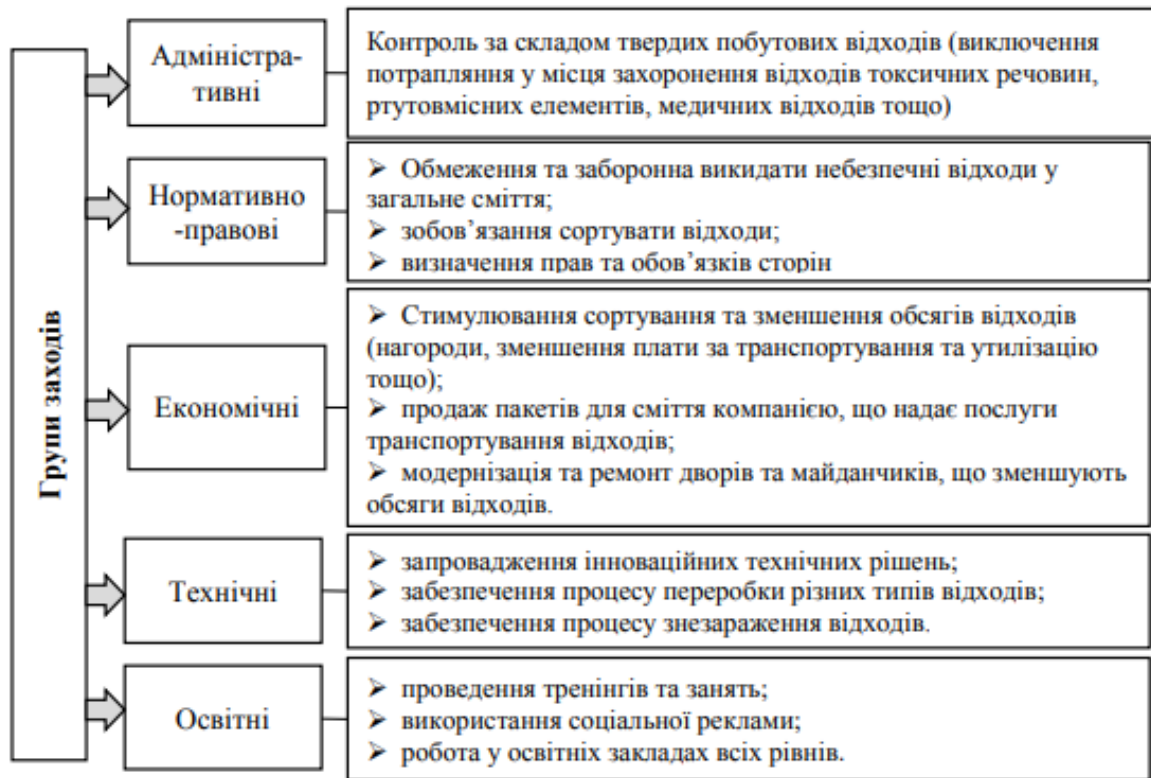 Групи заходів
Адміністра-
тивні
Контроль за складом твердих побутових відходів (виключення
потрапляння у місця захоронення відходів токсичних речовин,
ртутовмісних елементів, медичних відходів тощо)
Нормативно
-правові
➢ Обмеження та заборонна викидати небезпечні відходи у
загальне сміття;
➢ зобов’язання сортувати відходи;
➢ визначення прав та обов’язків сторін
Економічні
➢ Стимулювання сортування та зменшення обсягів відходів
(нагороди, зменшення плати за транспортування та утилізацію
тощо);
➢ продаж пакетів для сміття компанією, що надає послуги
транспортування відходів;
➢ модернізація та ремонт дворів та майданчиків, що зменшують
обсяги відходів.
Технічні
➢ запровадження інноваційних технічних рішень;
➢ забезпечення процесу переробки різних типів відходів;
➢ забезпечення процесу знезараження відходів.
Освітні
➢ проведення тренінгів та занять;
➢ використання соціальної реклами;
➢ робота у освітніх закладах всіх рівнів.